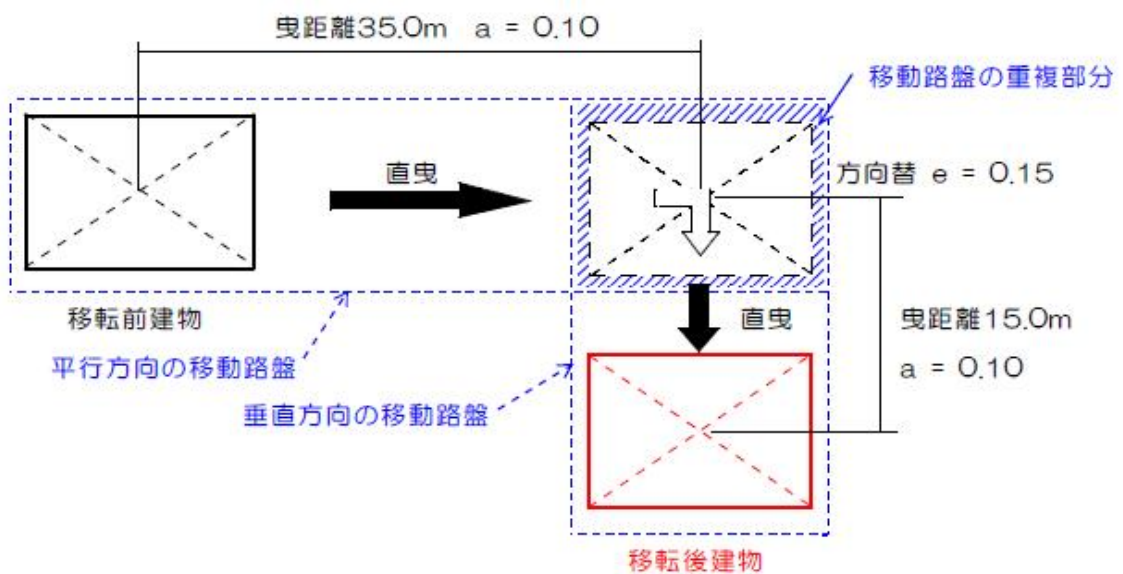 曳距離35.0m a = 0.10
移動路盤の重複部分
直曳
方向替 e = 0.15
移転前建物
直曳
曳距離15.0m
a = 0.10
平行方向の移動路盤
垂直方向の移動路盤
移転後建物